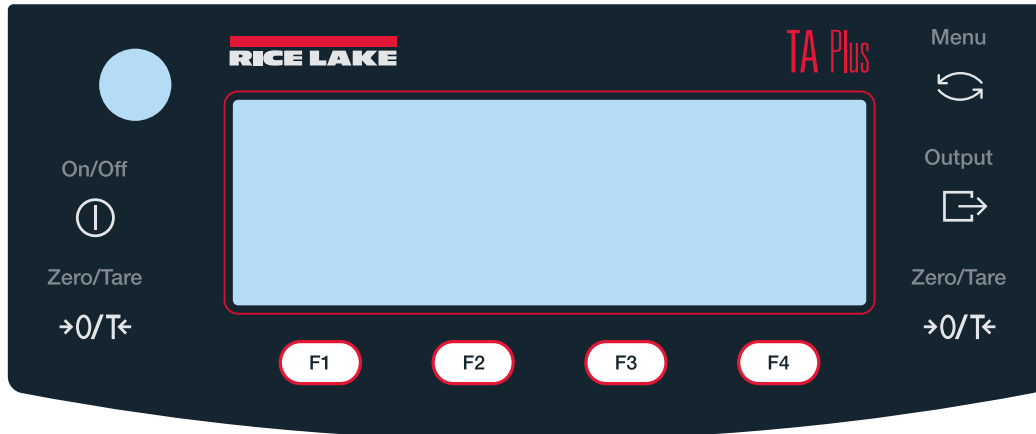 RICE LAKE
TA Plus
Menu
On/Off
Output
Zero/Tare
→0/T←
Zero/Tare
→0/T←
F1
F2
F3
F4